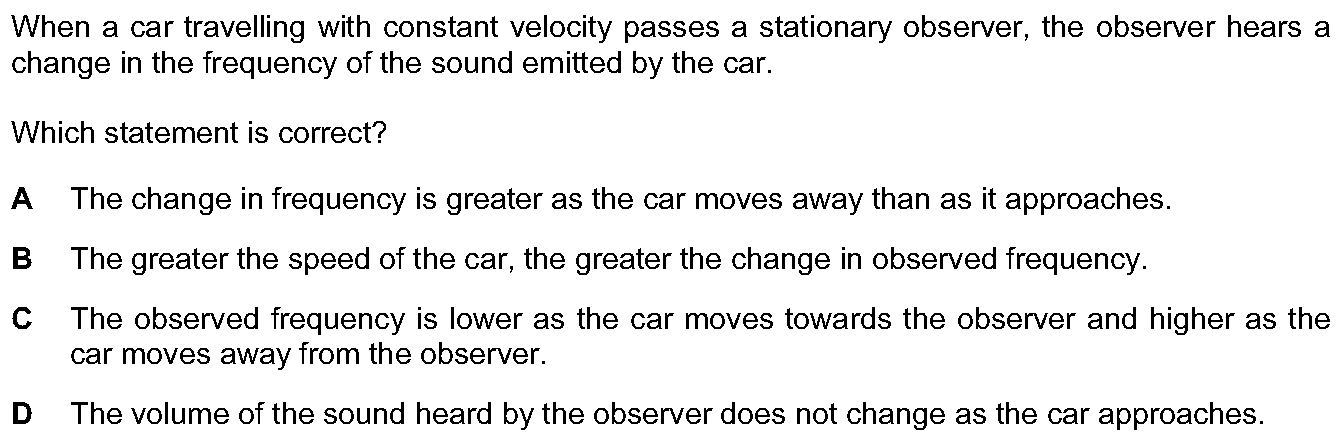 When a car travelling with constant velocity passes a stationary observer, the observer hears a
change in the frequency of the sound emitted by the car.
Which statement is correct?
A The change in frequency is greater as the car moves away than as it approaches.
B The greater the speed of the car, the greater the change in observed frequency.
C The observed frequency is lower as the car moves towards the observer and higher as the
car moves away from the observer.
D The volume of the sound heard by the observer does not change as the car approaches.